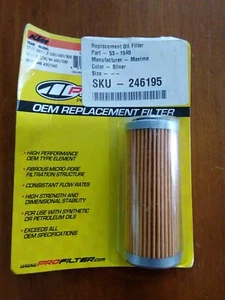 KTM
Replacement Oil Filter
Part - 53-1540
Manufacturer - Maxima
Color - Silver
Size - - -
SKU - 246195
OEM REPLACEMENT FILTER
• HIGH PERFORMANCE
OEM TYPE ELEMENT
• FIBROUS MICRO-PORE
FILTRATION STRUCTURE
• CONSISTANT FLOW RATES
• HIGH STRENGTH AND
DIMENSIONAL STABILITY
• FOR USE WITH SYNTHETIC
OR PETROLEUM OILS
• EXCEEDS ALL
OEM SPECIFICATIONS
WWW.PROFILTER.COM